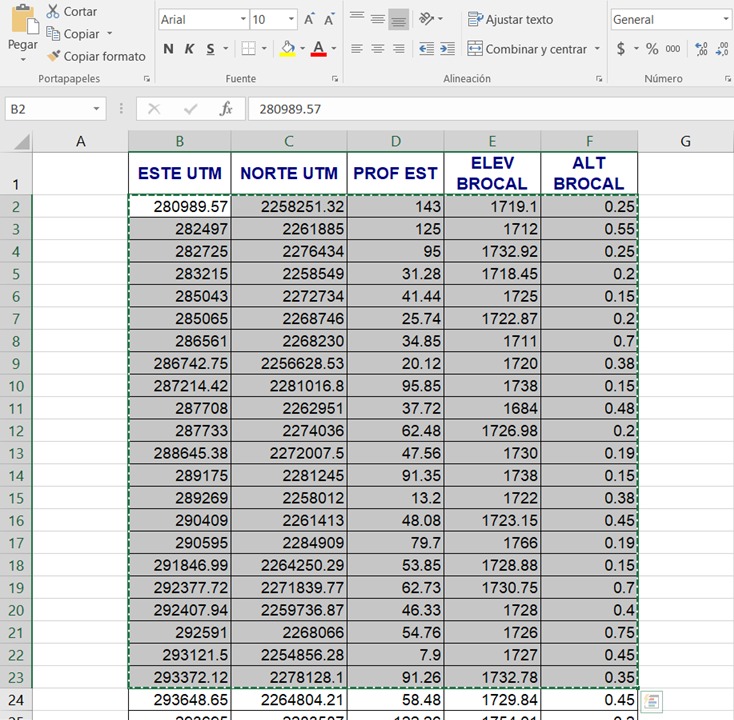 Cortar
Arial 10
General
Copiar
Pegar
Ajustar texto
Copiar formato
N K S
Combinar y centrar
$ % 000
Portapapeles Fuente Alineación Número
B2 fx 280989.57
A B C D E F G
1 ESTE UTM NORTE UTM PROF EST ELEV BROCAL ALT BROCAL
2 280989.57 2258251.32 143 1719.1 0.25
3 282497 2261885 125 1712 0.55
4 282725 2276434 95 1732.92 0.25
5 283215 2258549 31.28 1718.45 0.2
6 285043 2272734 41.44 1725 0.15
7 285065 2268746 25.74 1722.87 0.2
8 286561 2268230 34.85 1711 0.7
9 286742.75 2256628.53 20.12 1720 0.38
10 287214.42 2281016.8 95.85 1738 0.15
11 287708 2262951 37.72 1684 0.48
12 287733 2274036 62.48 1726.98 0.2
13 288645.38 2272007.5 47.56 1730 0.19
14 289175 2281245 91.35 1738 0.15
15 289269 2258012 13.2 1722 0.38
16 290409 2261413 48.08 1723.15 0.45
17 290595 2284909 79.7 1766 0.19
18 291846.99 2264250.29 53.85 1728.88 0.15
19 292377.72 2271839.77 62.73 1730.75 0.7
20 292407.94 2259736.87 46.33 1728 0.4
21 292591 2268066 54.76 1726 0.75
22 293121.5 2254856.28 7.9 1727 0.45
23 293372.12 2278128.1 91.26 1732.78 0.35
24 293648.65 2264804.21 58.48 1729.84 0.45